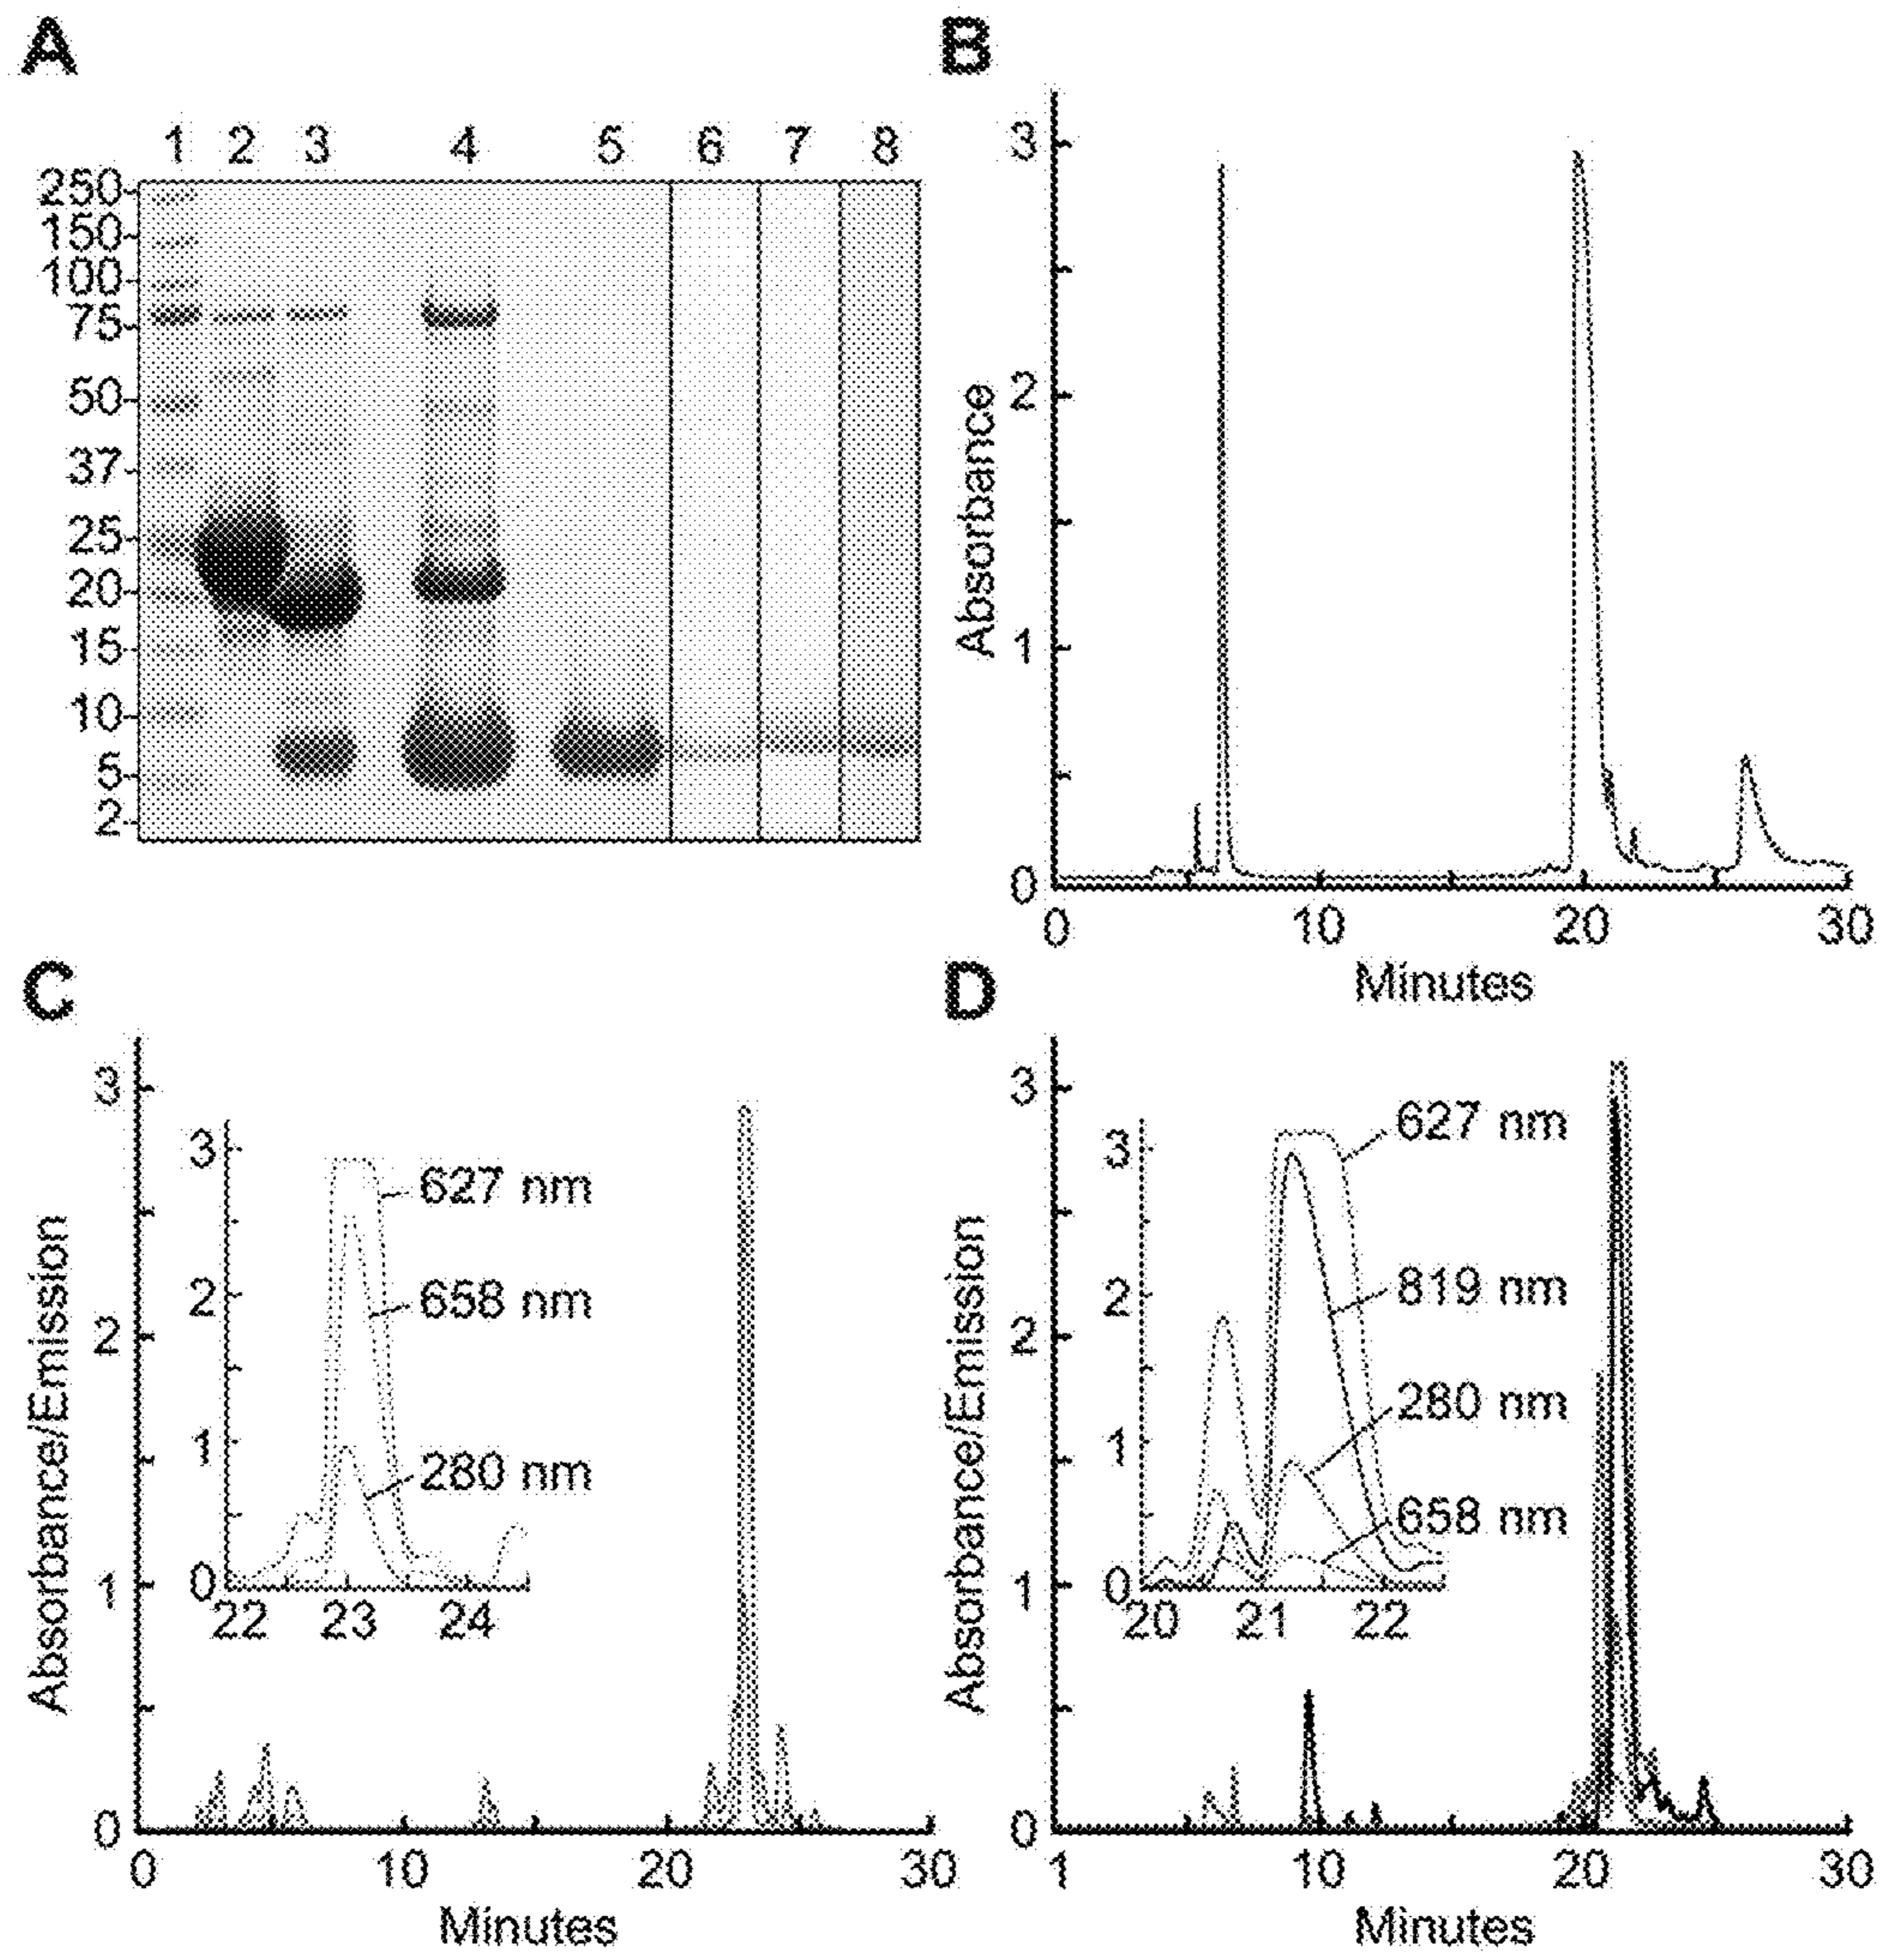 A
1 2 3 4 5 6 7 8
250
150
100
75
50
37
25
20
15
10
5
2
B
3
2
1
0
Absorbance
0 10 20 30
Minutes
C
3
2
1
0
Absorbance/Emission
3
2
1
0
627 nm
658 nm
280 nm
22 23 24
0 10 20 30
Minutes
D
3
2
1
0
Absorbance/Emission
3
2
1
0
627 nm
819 nm
280 nm
658 nm
20 21 22
1 10 20 30
Minutes